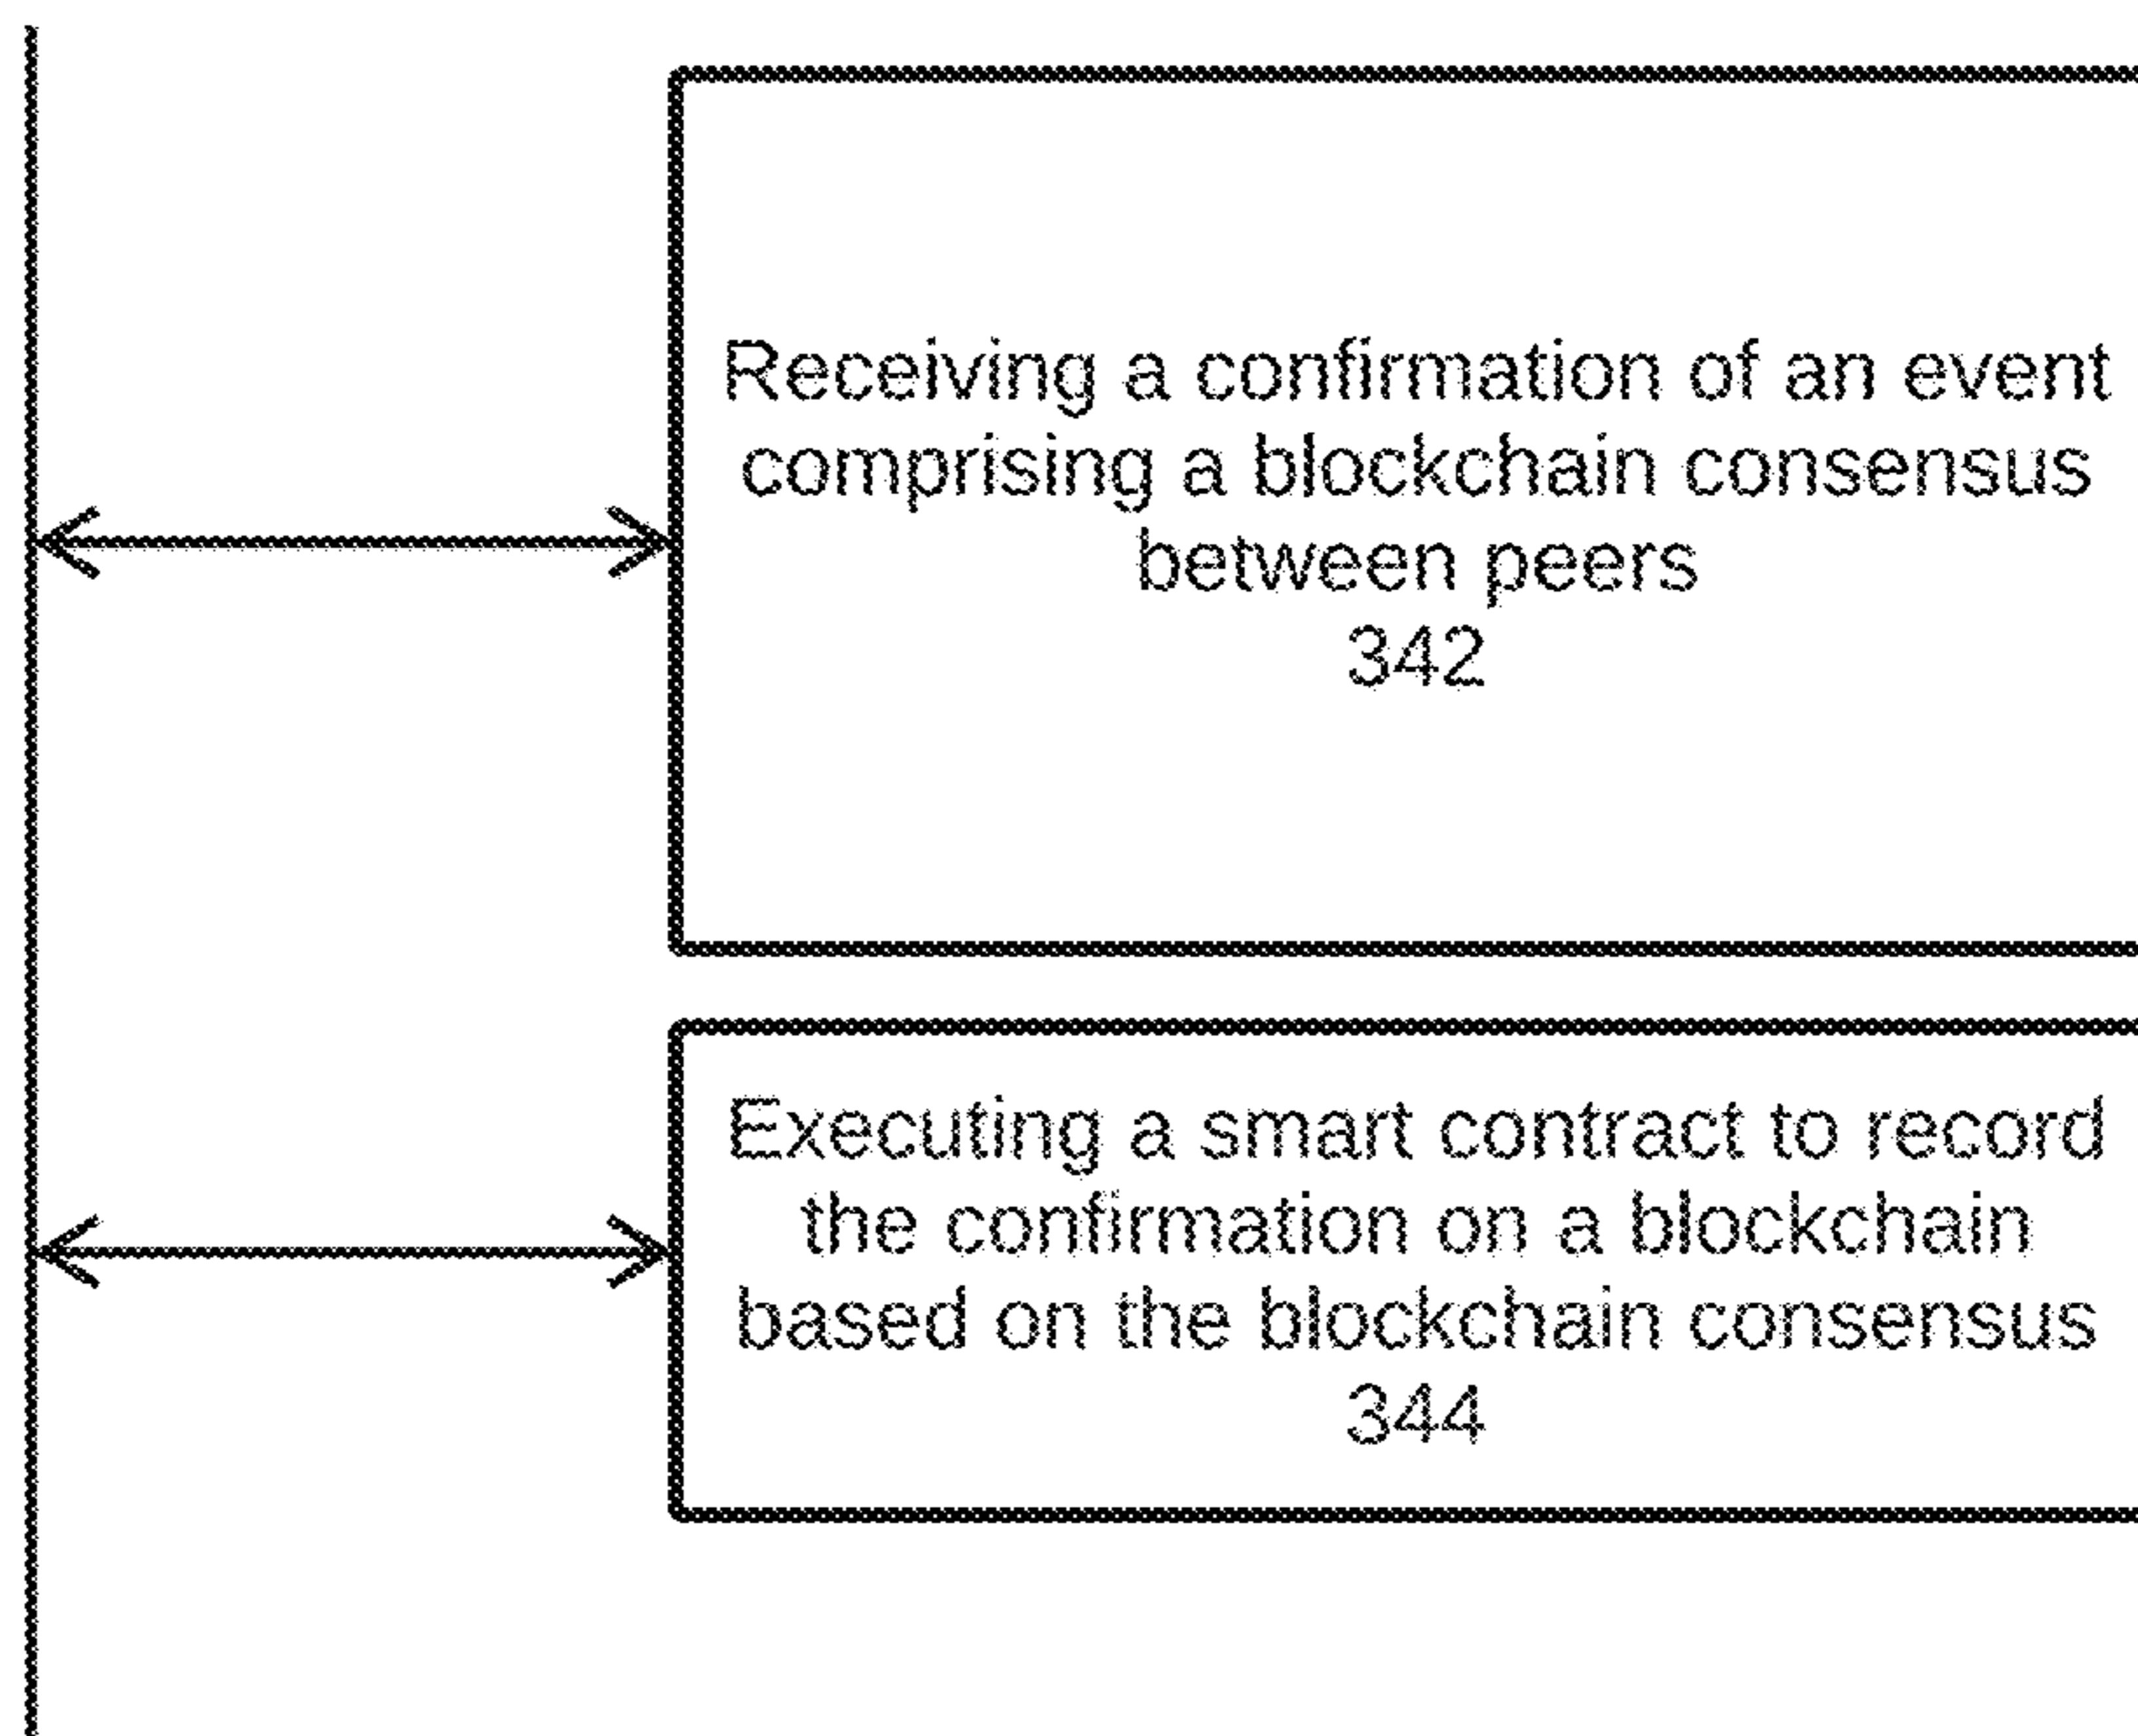 Receiving a confirmation of an event
comprising a blockchain consensus
between peers
342
Executing a smart contract to record
the confirmation on a blockchain
based on the blockchain consensus
344